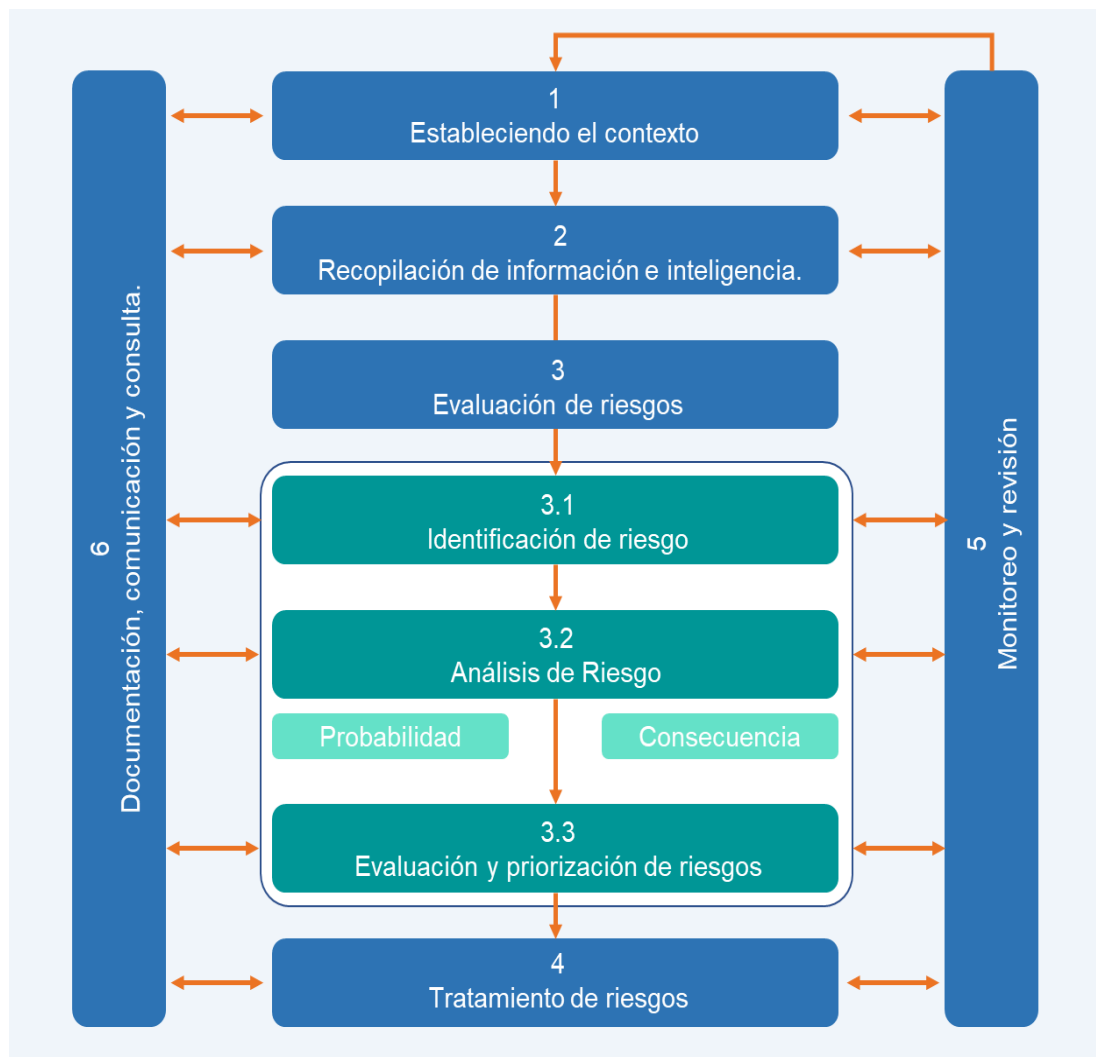 1
Estableciendo el contexto
2
Recopilación de información e inteligencia.
3
Evaluación de riesgos
3.1
Identificación de riesgo
3.2
Análisis de Riesgo
Probabilidad
Consecuencia
3.3
Evaluación y priorización de riesgos
4
Tratamiento de riesgos
5
Monitoreo y revisión
6
Documentación, comunicación y consulta.